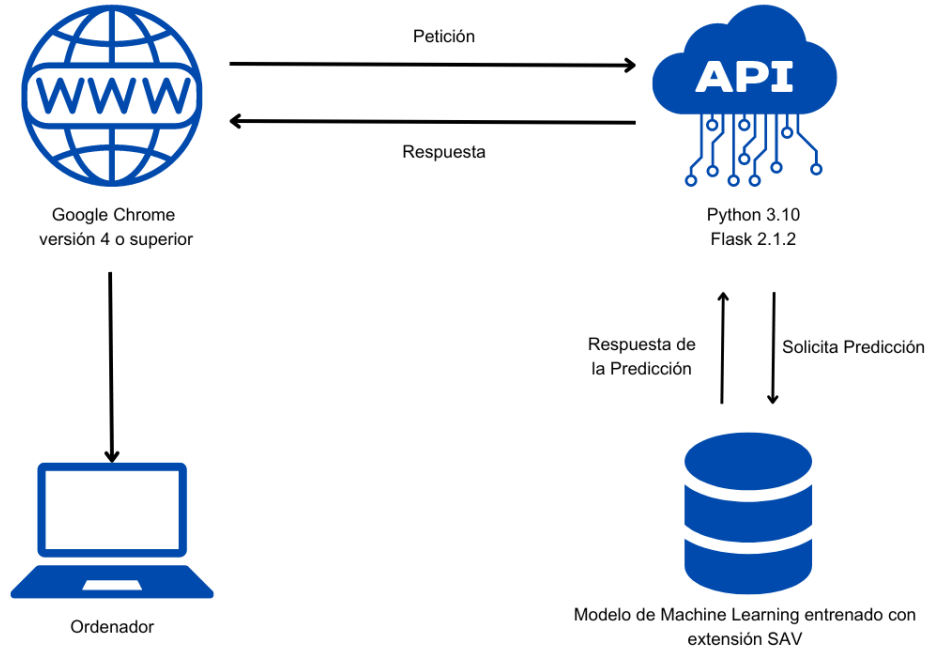 Petición
WWW
API
Respuesta
Google Chrome
versión 4 o superior
Python 3.10
Flask 2.1.2
Respuesta de
la Predicción
Solicita Predicción
Ordenador
Modelo de Machine Learning entrenado con
extensión SAV